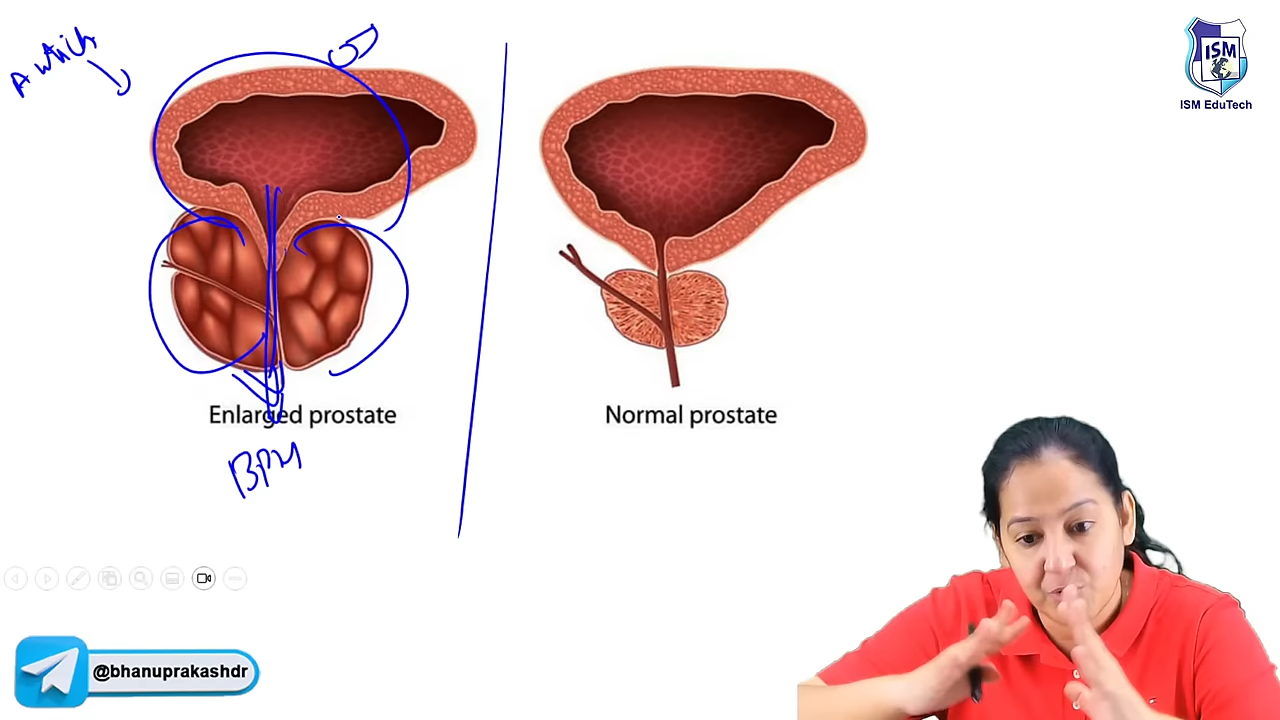 ISM
ISM EduTech
Enlarged prostate
Normal prostate
BPH
@bhanuprakashdr